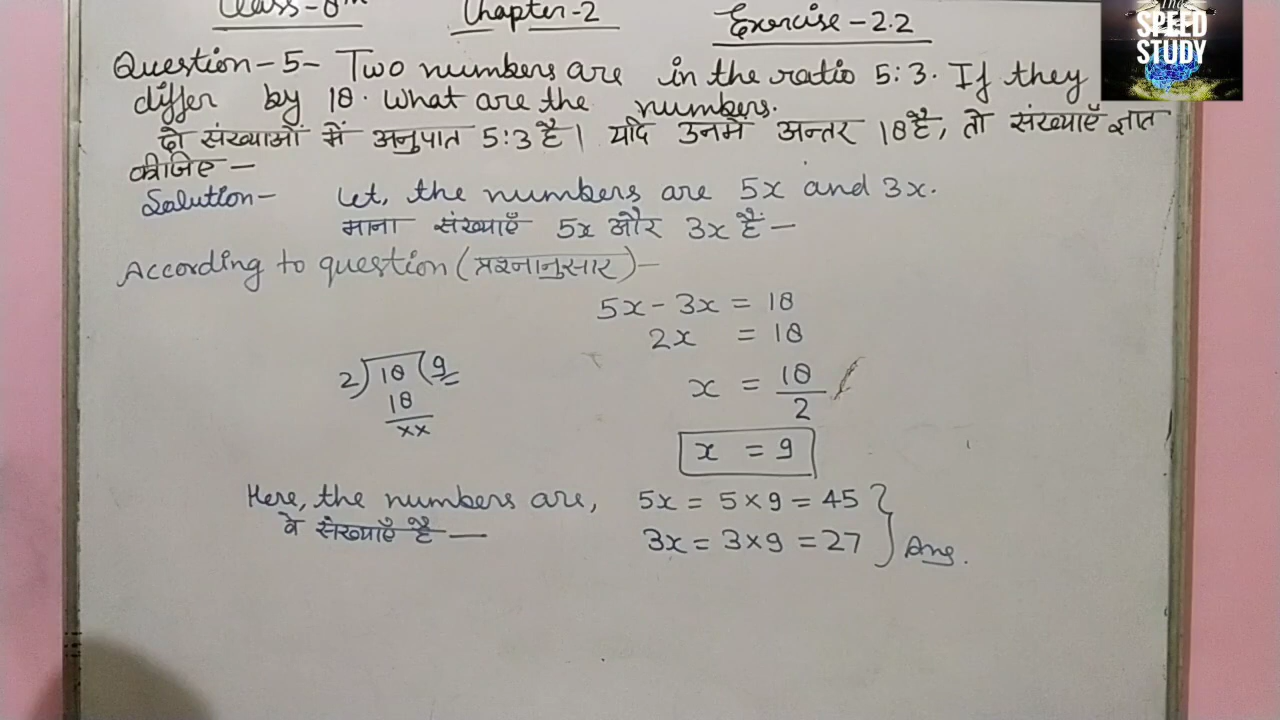 Class-8th Chapter-2 Exercise-2.2
The
SPEED
STUDY
Question-5- Two numbers are in the ratio 5:3. If they
differ by 18. What are the numbers.
दो संख्याओं में अनुपात 5:3 है। यदि उनमें अन्तर 18 है, तो संख्याएँ ज्ञात
कीजिए—
Solution- Let, the numbers are 5x and 3x.
माना संख्याएँ 5x और 3x हैं—
According to question (प्रश्नानुसार)-
5x - 3x = 18
2x = 18
2)18(9
18
xx
x = 18/2
x = 9
Here, the numbers are, 5x = 5×9 = 45
वे संख्याएँ है— 3x = 3×9 = 27 } Ans.